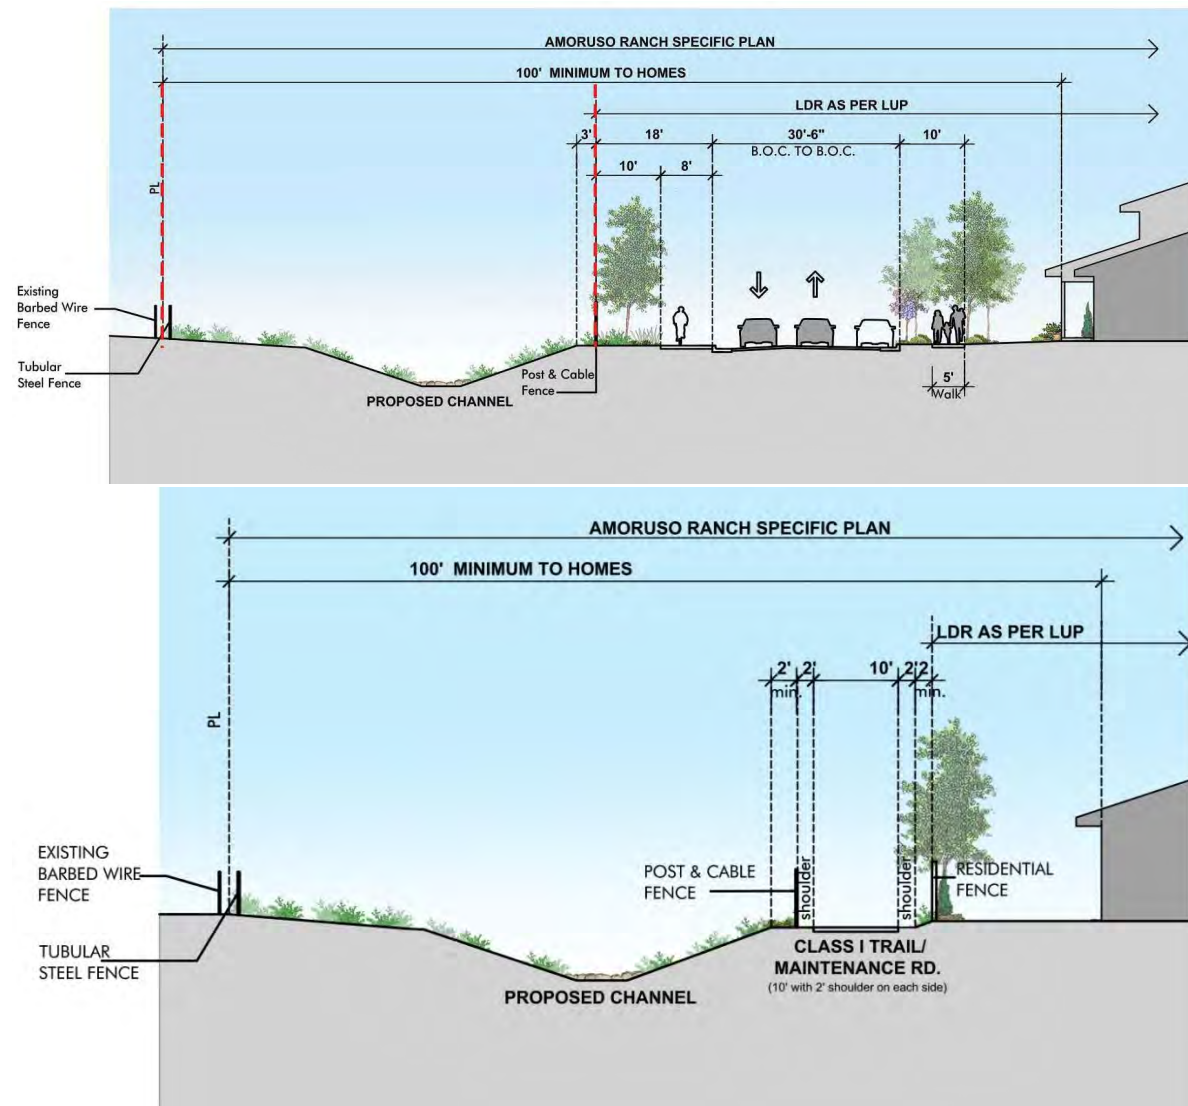 AMORUSO RANCH SPECIFIC PLAN
100' MINIMUM TO HOMES
LDR AS PER LUP
3'
18'
30'-6"
10'
B.O.C. TO B.O.C.
10'
8'
PL
Existing
Barbed Wire
Fence
Tubular
Steel Fence
Post & Cable
Fence
PROPOSED CHANNEL
5'
Walk
AMORUSO RANCH SPECIFIC PLAN
100' MINIMUM TO HOMES
LDR AS PER LUP
2'
2'
10'
2'
2
min.
min.
PL
EXISTING
BARBED WIRE
FENCE
TUBULAR
STEEL FENCE
POST & CABLE
FENCE
shoulder
shoulder
RESIDENTIAL
FENCE
CLASS I TRAIL/
MAINTENANCE RD.
(10' with 2' shoulder on each side)
PROPOSED CHANNEL